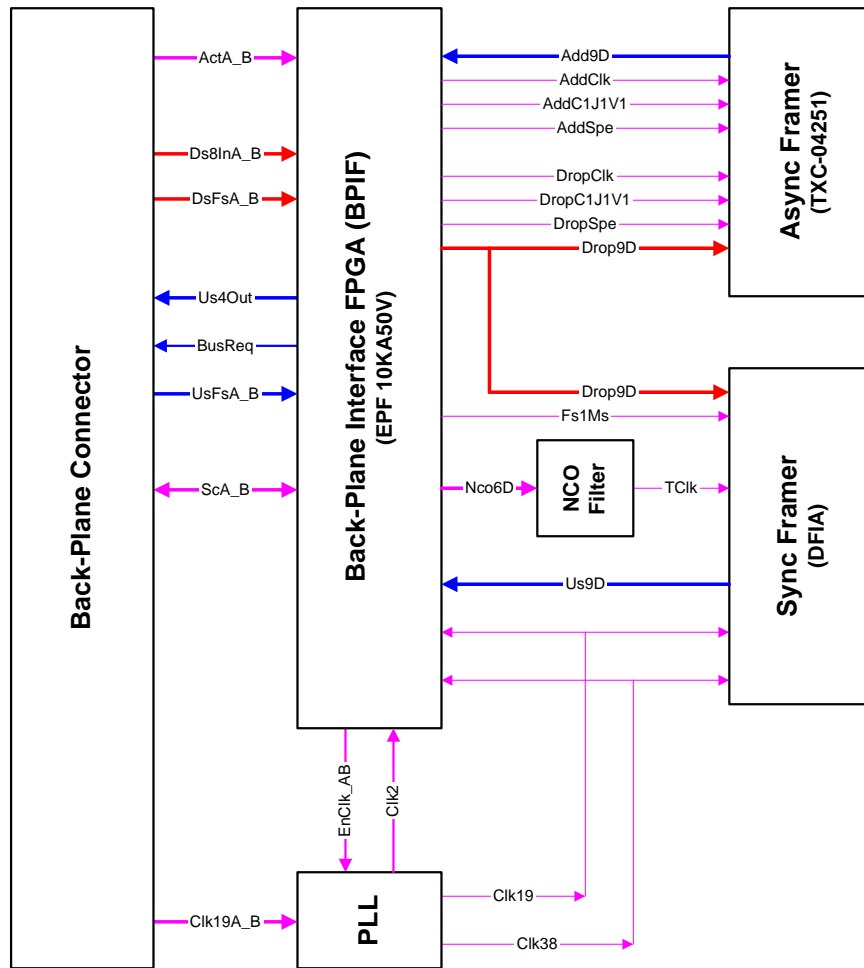 Back-Plane Connector
ActA_B
Ds8InA_B
DsFsA_B
Us4Out
BusReq
UsFsA_B
ScA_B
Clk19A_B
Back-Plane Interface FPGA (BPIF)
(EPF 10KA50V)
EnClk_AB
Clk2
PLL
Add9D
AddClk
AddC1J1V1
AddSpe
DropClk
DropC1J1V1
DropSpe
Drop9D
Async Framer
(TXC-04251)
Drop9D
Fs1Ms
Nco6D
NCO
Filter
TClk
Us9D
Sync Framer
(DFIA)
Clk19
Clk38